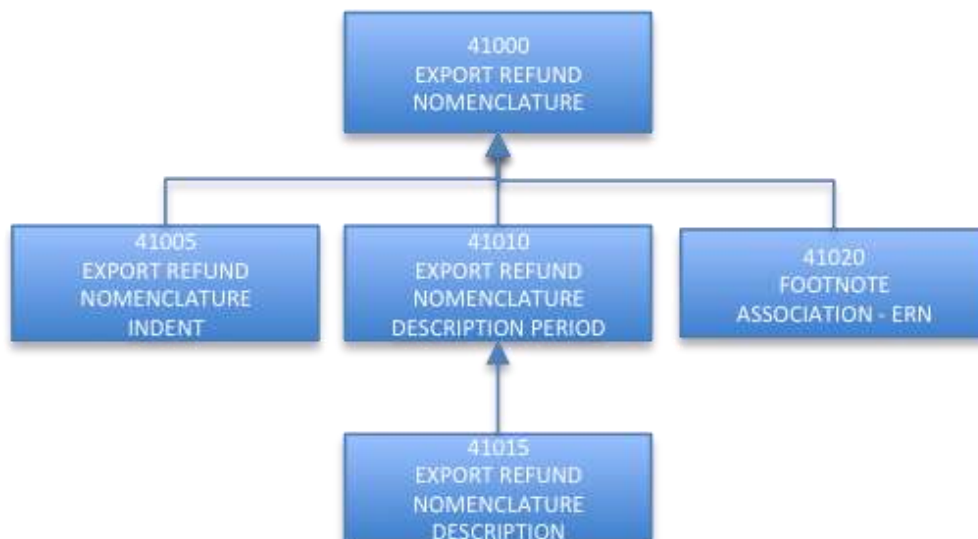 41000
EXPORT REFUND
NOMENCLATURE
41005
EXPORT REFUND
NOMENCLATURE
INDENT
41010
EXPORT REFUND
NOMENCLATURE
DESCRIPTION PERIOD
41020
FOOTNOTE
ASSOCIATION - ERN
41015
EXPORT REFUND
NOMENCLATURE
DESCRIPTION